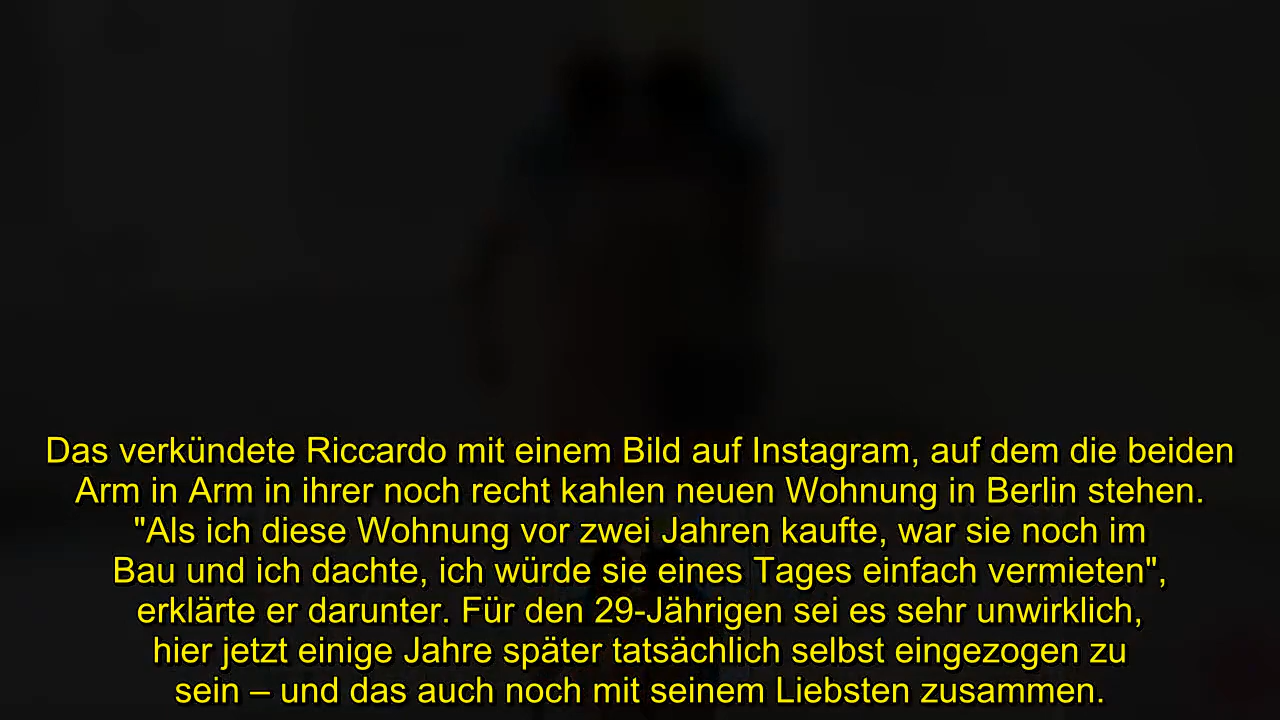 Das verkündete Riccardo mit einem Bild auf Instagram, auf dem die beiden
Arm in Arm in ihrer noch recht kahlen neuen Wohnung in Berlin stehen.
"Als ich diese Wohnung vor zwei Jahren kaufte, war sie noch im
Bau und ich dachte, ich würde sie eines Tages einfach vermieten",
erklärte er darunter. Für den 29-Jährigen sei es sehr unwirklich,
hier jetzt einige Jahre später tatsächlich selbst eingezogen zu
sein – und das auch noch mit seinem Liebsten zusammen.